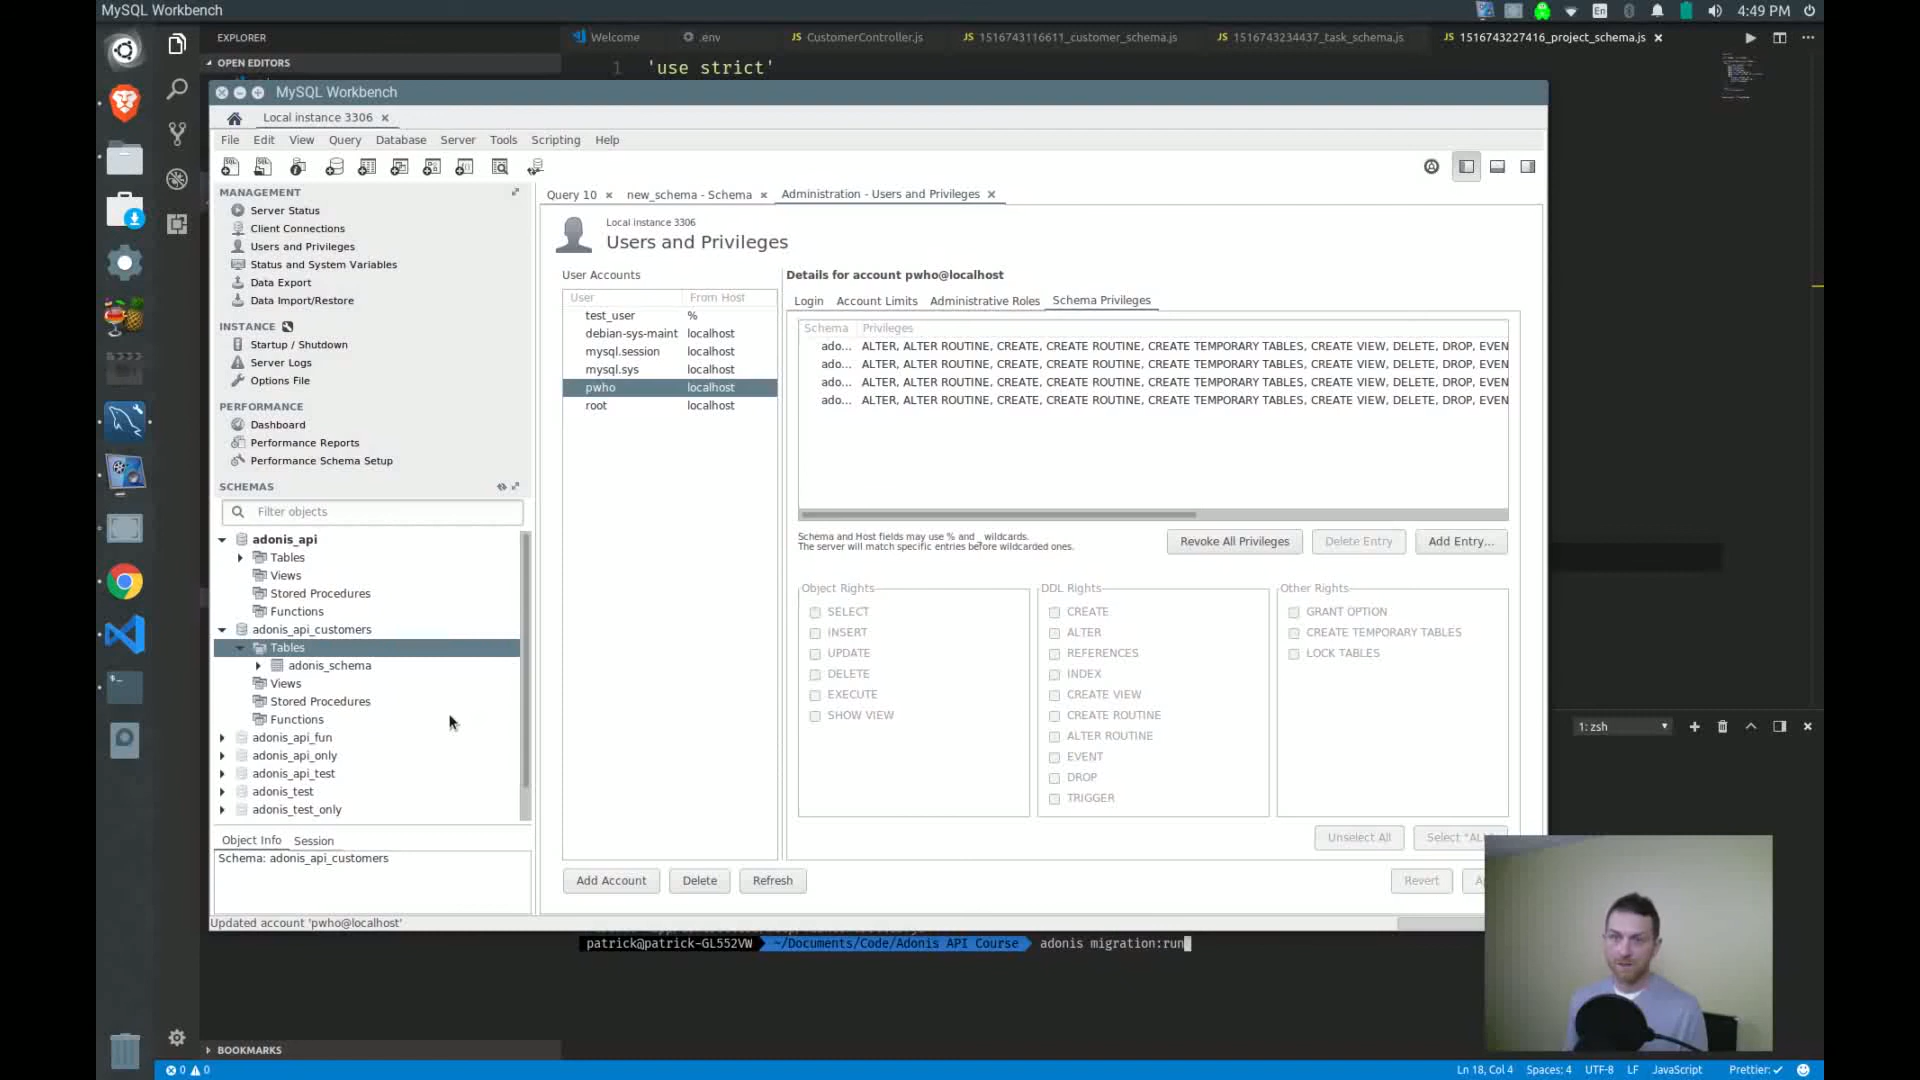 MySQL Workbench
En
4:49 PM
EXPLORER
OPEN EDITORS
Welcome
.env
JS CustomerController.js
JS 1516743116611_customer_schema.js
JS 1516743234437_task_schema.js
JS 1516743227416_project_schema.js
1 'use strict'
MySQL Workbench
Local instance 3306
File Edit View Query Database Server Tools Scripting Help
MANAGEMENT
Server Status
Client Connections
Users and Privileges
Status and System Variables
Data Export
Data Import/Restore
INSTANCE
Startup / Shutdown
Server Logs
Options File
PERFORMANCE
Dashboard
Performance Reports
Performance Schema Setup
SCHEMAS
Filter objects
adonis_api
Tables
Views
Stored Procedures
Functions
adonis_api_customers
Tables
adonis_schema
Views
Stored Procedures
Functions
adonis_api_fun
adonis_api_only
adonis_api_test
adonis_test
adonis_test_only
Object Info Session
Schema: adonis_api_customers
Updated account 'pwho@localhost'
Query 10 new_schema - Schema Administration - Users and Privileges
Local instance 3306
Users and Privileges
User Accounts
User From Host
test_user %
debian-sys-maint localhost
mysql.session localhost
mysql.sys localhost
pwho localhost
root localhost
Add Account Delete Refresh
Details for account pwho@localhost
Login Account Limits Administrative Roles Schema Privileges
Schema Privileges
ado... ALTER, ALTER ROUTINE, CREATE, CREATE ROUTINE, CREATE TEMPORARY TABLES, CREATE VIEW, DELETE, DROP, EVEN
ado... ALTER, ALTER ROUTINE, CREATE, CREATE ROUTINE, CREATE TEMPORARY TABLES, CREATE VIEW, DELETE, DROP, EVEN
ado... ALTER, ALTER ROUTINE, CREATE, CREATE ROUTINE, CREATE TEMPORARY TABLES, CREATE VIEW, DELETE, DROP, EVEN
ado... ALTER, ALTER ROUTINE, CREATE, CREATE ROUTINE, CREATE TEMPORARY TABLES, CREATE VIEW, DELETE, DROP, EVEN
Schema and Host fields may use % and _ wildcards.
The server will match specific entries before wildcarded ones.
Revoke All Privileges Delete Entry Add Entry...
Object Rights
SELECT
INSERT
UPDATE
DELETE
EXECUTE
SHOW VIEW
DDL Rights
CREATE
ALTER
REFERENCES
INDEX
CREATE VIEW
CREATE ROUTINE
ALTER ROUTINE
EVENT
DROP
TRIGGER
Other Rights
GRANT OPTION
CREATE TEMPORARY TABLES
LOCK TABLES
Unselect All Select "AL
Revert
1: zsh
patrick@patrick-GL552VW ~/Documents/Code/Adonis API Course adonis migration:run
BOOKMARKS
0 0
Ln 18, Col 4 Spaces: 4 UTF-8 LF JavaScript Prettier: ✓